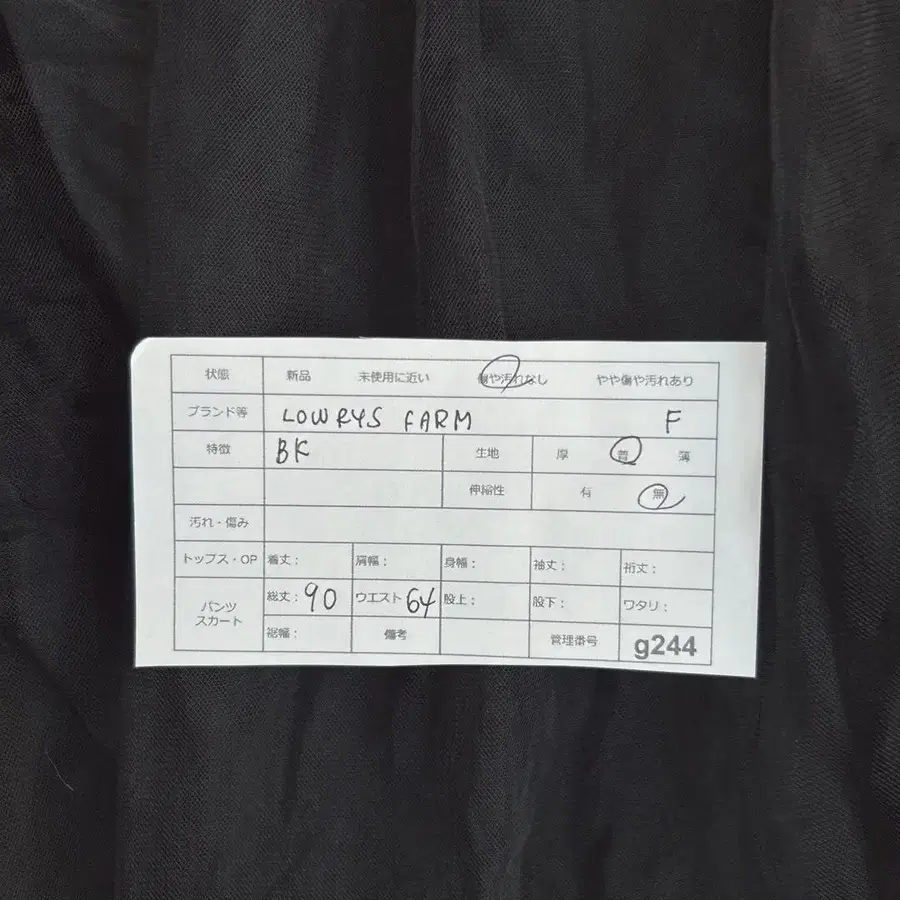 状態 新品 未使用に近い 傷や汚れなし やや傷や汚れあり
ブランド等 LOWRYS FARM F
特徴 BK 生地 厚 普 薄
伸縮性 有 無
汚れ・傷み
トップス・OP 着丈： 肩幅： 身幅： 袖丈： 裄丈：
パンツ スカート 総丈：90 ウエスト 64 股上： 股下： ワタリ：
裾幅： 備考 管理番号 g244